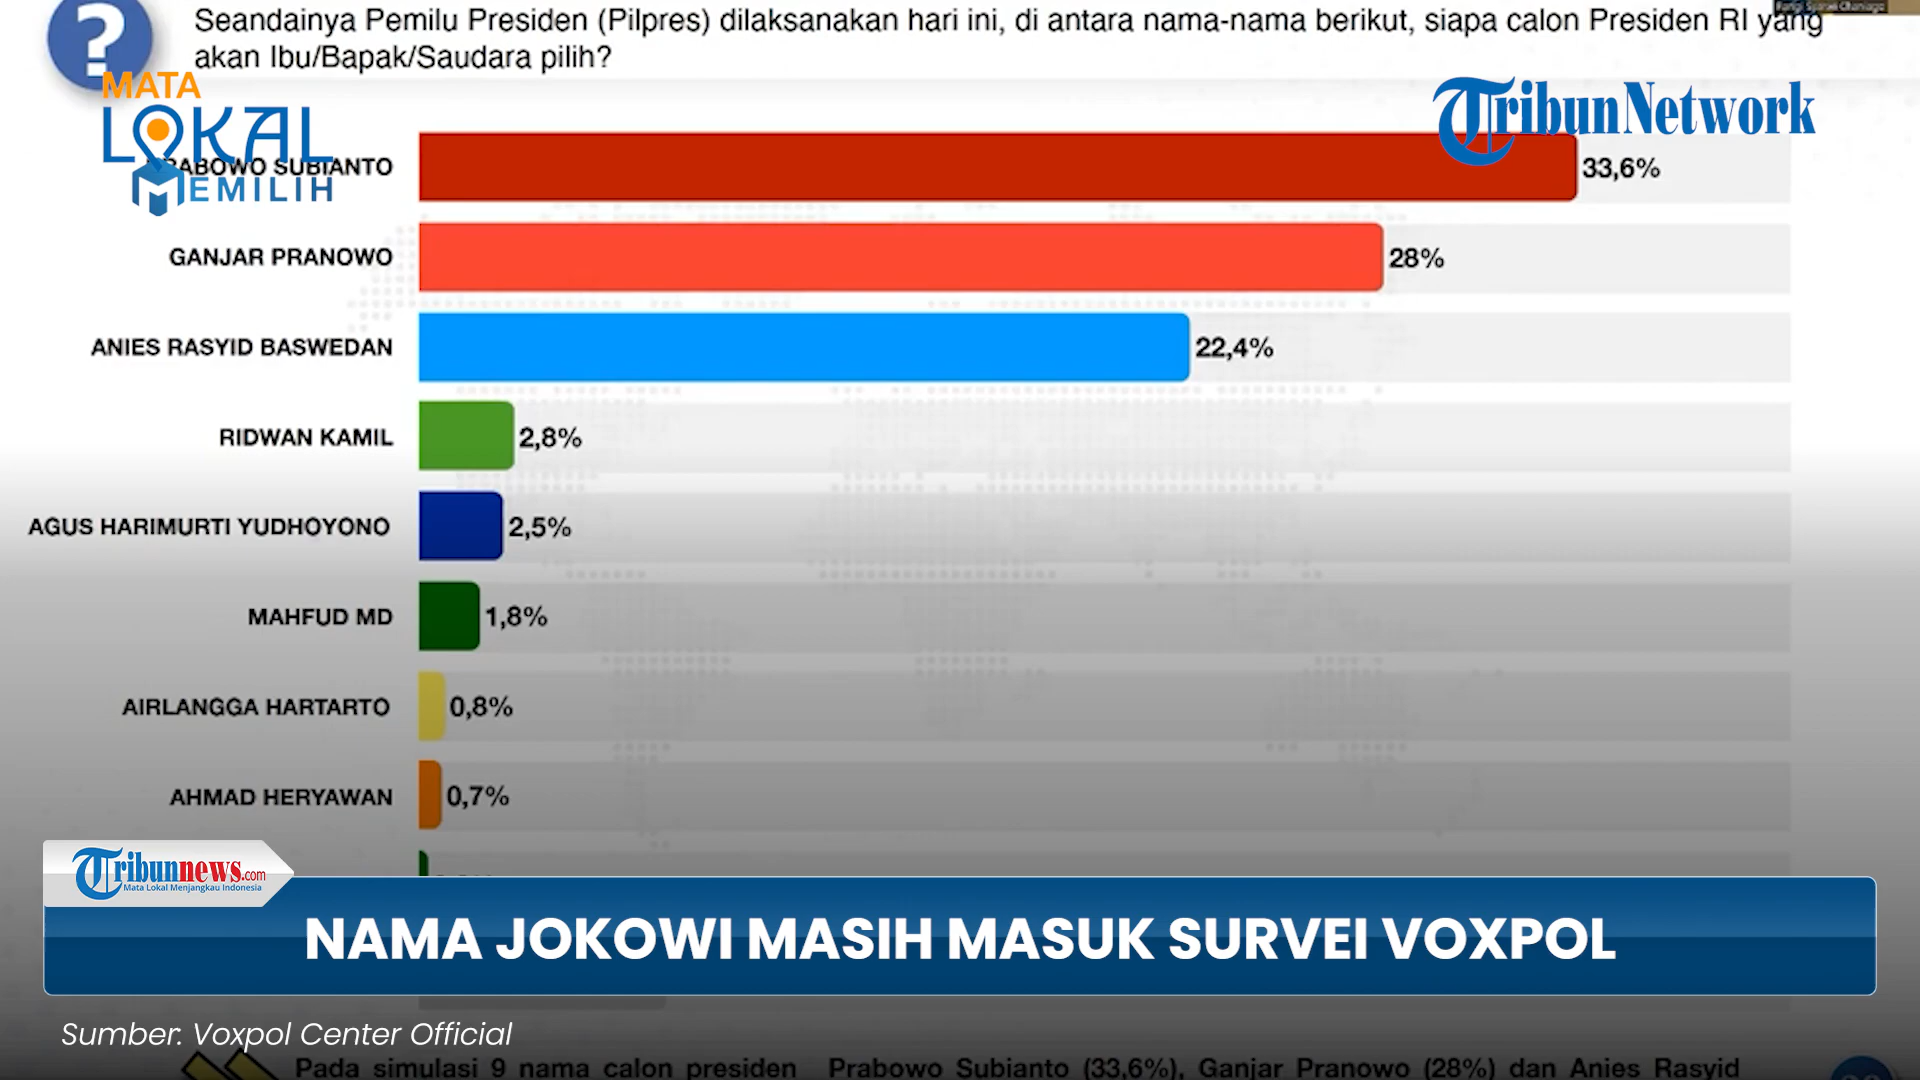 Seandainya Pemilu Presiden (Pilpres) dilaksanakan hari ini, di antara nama-nama berikut, siapa calon Presiden RI yang
akan Ibu/Bapak/Saudara pilih?
?
MATA
LOKAL
MEMILIH
TribunNetwork
PRABOWO SUBIANTO 33,6%
GANJAR PRANOWO 28%
ANIES RASYID BASWEDAN 22,4%
RIDWAN KAMIL 2,8%
AGUS HARIMURTI YUDHOYONO 2,5%
MAHFUD MD 1,8%
AIRLANGGA HARTARTO 0,8%
AHMAD HERYAWAN 0,7%
Tribunnews.com
Mata Lokal Menjangkau Indonesia
NAMA JOKOWI MASIH MASUK SURVEI VOXPOL
Sumber: Voxpol Center Official
Pada simulasi 9 nama calon presiden Prabowo Subianto (33,6%), Ganjar Pranowo (28%) dan Anies Rasyid